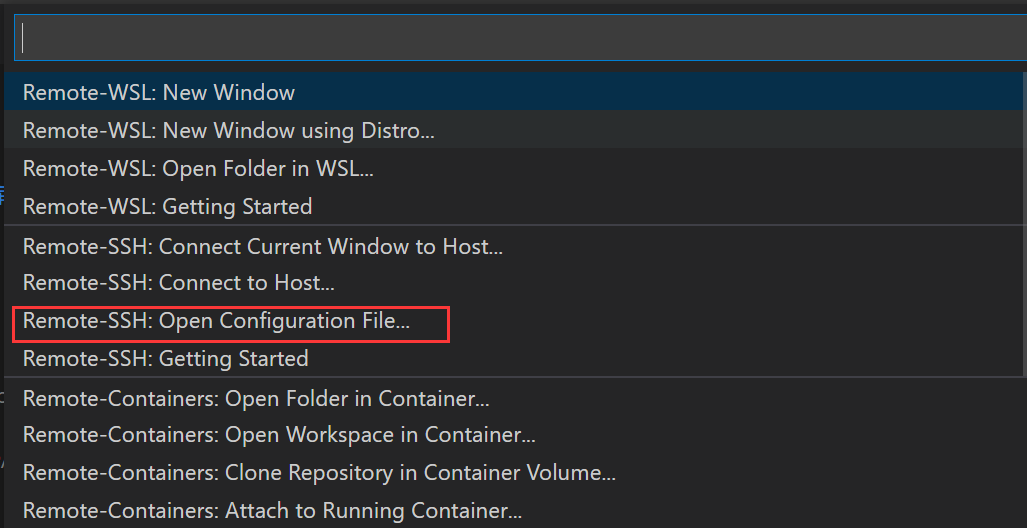 Remote-WSL: New Window
Remote-WSL: New Window using Distro...
Remote-WSL: Open Folder in WSL...
Remote-WSL: Getting Started
Remote-SSH: Connect Current Window to Host...
Remote-SSH: Connect to Host...
Remote-SSH: Open Configuration File...
Remote-SSH: Getting Started
Remote-Containers: Open Folder in Container...
Remote-Containers: Open Workspace in Container...
Remote-Containers: Clone Repository in Container Volume...
Remote-Containers: Attach to Running Container...